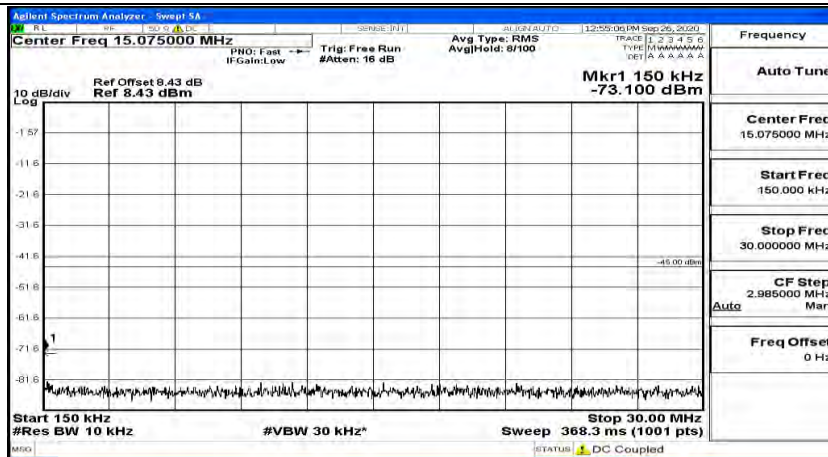 Agilent Spectrum Analyzer - Swept SA
RL RF 50 Ω DC SENSE:INT ALIGN AUTO 12:55:06 PM Sep 26, 2020
Center Freq 15.075000 MHz
PNO: Fast
IFGain:Low
Trig: Free Run
#Atten: 16 dB
Avg Type: RMS
Avg|Hold: 8/100
TRACE 1 2 3 4 5 6
TYPE M WWWWW
DET A A A A A A
Ref Offset 8.43 dB
Ref 8.43 dBm
10 dB/div
Log
Mkr1 150 kHz
-73.100 dBm
-1.57
-11.6
-21.6
-31.6
-41.6
-45.00 dBm
-51.6
-61.6
1
-71.6
-81.6
Start 150 kHz
Stop 30.00 MHz
#Res BW 10 kHz
#VBW 30 kHz*
Sweep 368.3 ms (1001 pts)
MSG
STATUS DC Coupled
Frequency
Auto Tune
Center Freq
15.075000 MHz
Start Freq
150.000 kHz
Stop Freq
30.000000 MHz
CF Step
2.985000 MHz
Auto Man
Freq Offset
0 Hz